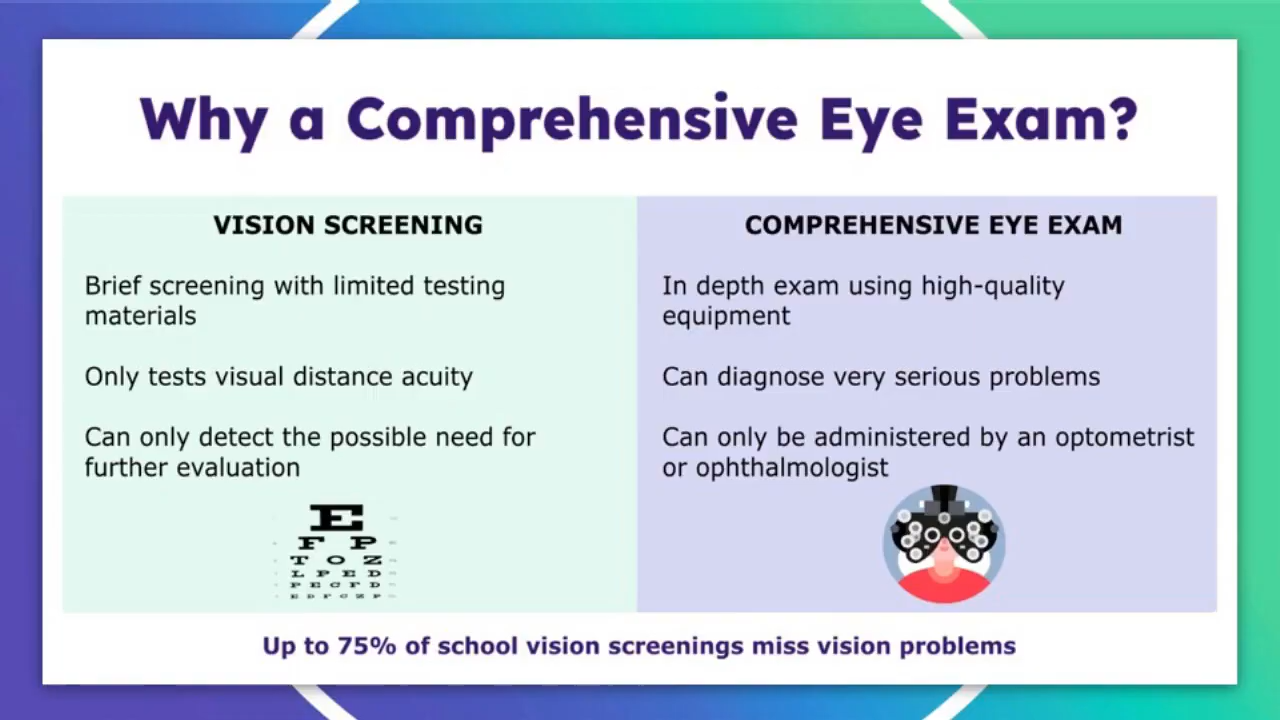 Why a Comprehensive Eye Exam?
VISION SCREENING
Brief screening with limited testing
materials
Only tests visual distance acuity
Can only detect the possible need for
further evaluation
E
F P
T O Z
L P E D
P E C F D
E D F C Z P
COMPREHENSIVE EYE EXAM
In depth exam using high-quality
equipment
Can diagnose very serious problems
Can only be administered by an optometrist
or ophthalmologist
Up to 75% of school vision screenings miss vision problems